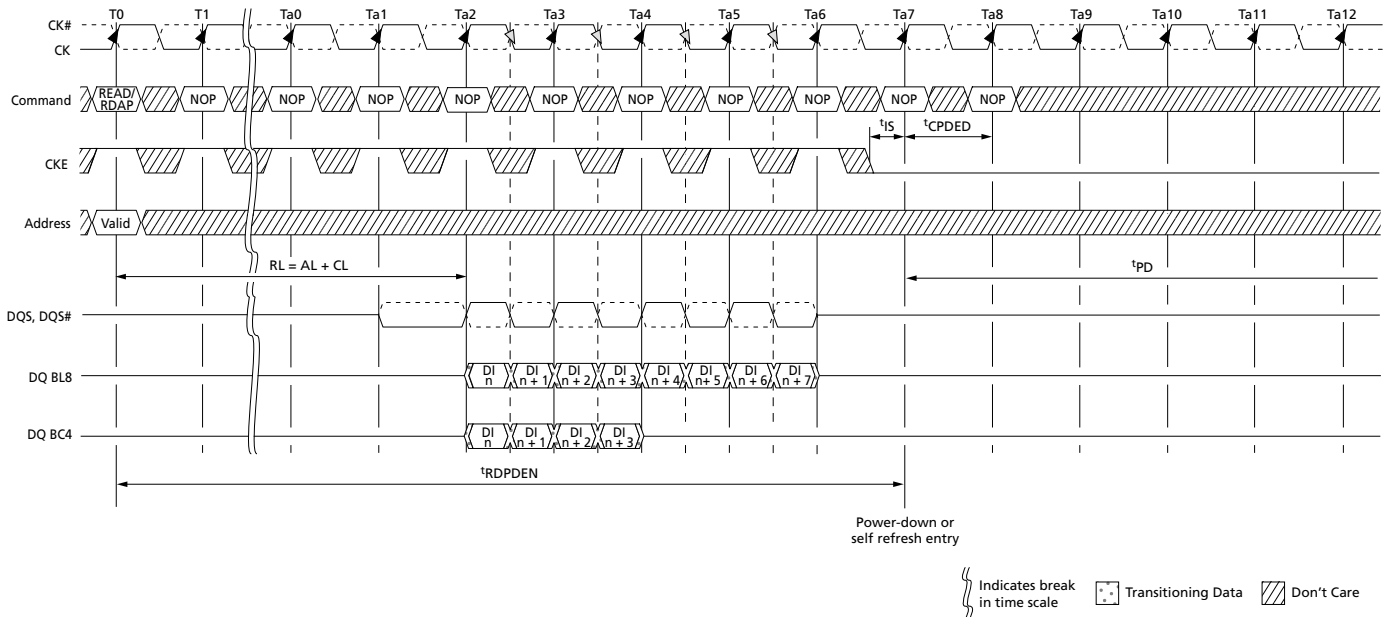 T0 T1 Ta0 Ta1 Ta2 Ta3 Ta4 Ta5 Ta6 Ta7 Ta8 Ta9 Ta10 Ta11 Ta12
CK#
CK
Command READ/ RDAP NOP NOP NOP NOP NOP NOP NOP NOP NOP NOP
tIS tCPDED
CKE
Address Valid
RL = AL + CL tPD
DQS, DQS#
DQ BL8 DI n DI n + 1 DI n + 2 DI n + 3 DI n + 4 DI n+ 5 DI n + 6 DI n + 7
DQ BC4 DI n DI n + 1 DI n + 2 DI n + 3
tRDPDEN
Power-down or
self refresh entry
Indicates break
in time scale
Transitioning Data
Don't Care